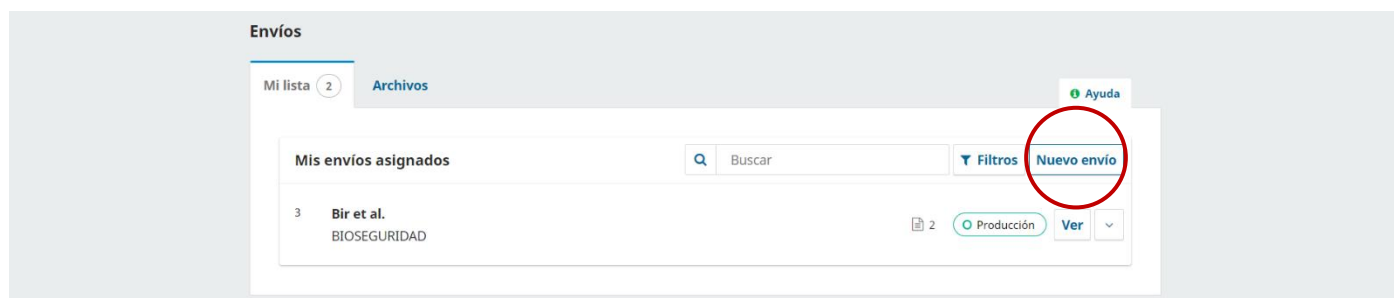 Envíos
Mi lista 2 Archivos
Ayuda
Mis envíos asignados Buscar Filtros Nuevo envío
3 Bir et al. 2 Producción Ver
BIOSEGURIDAD